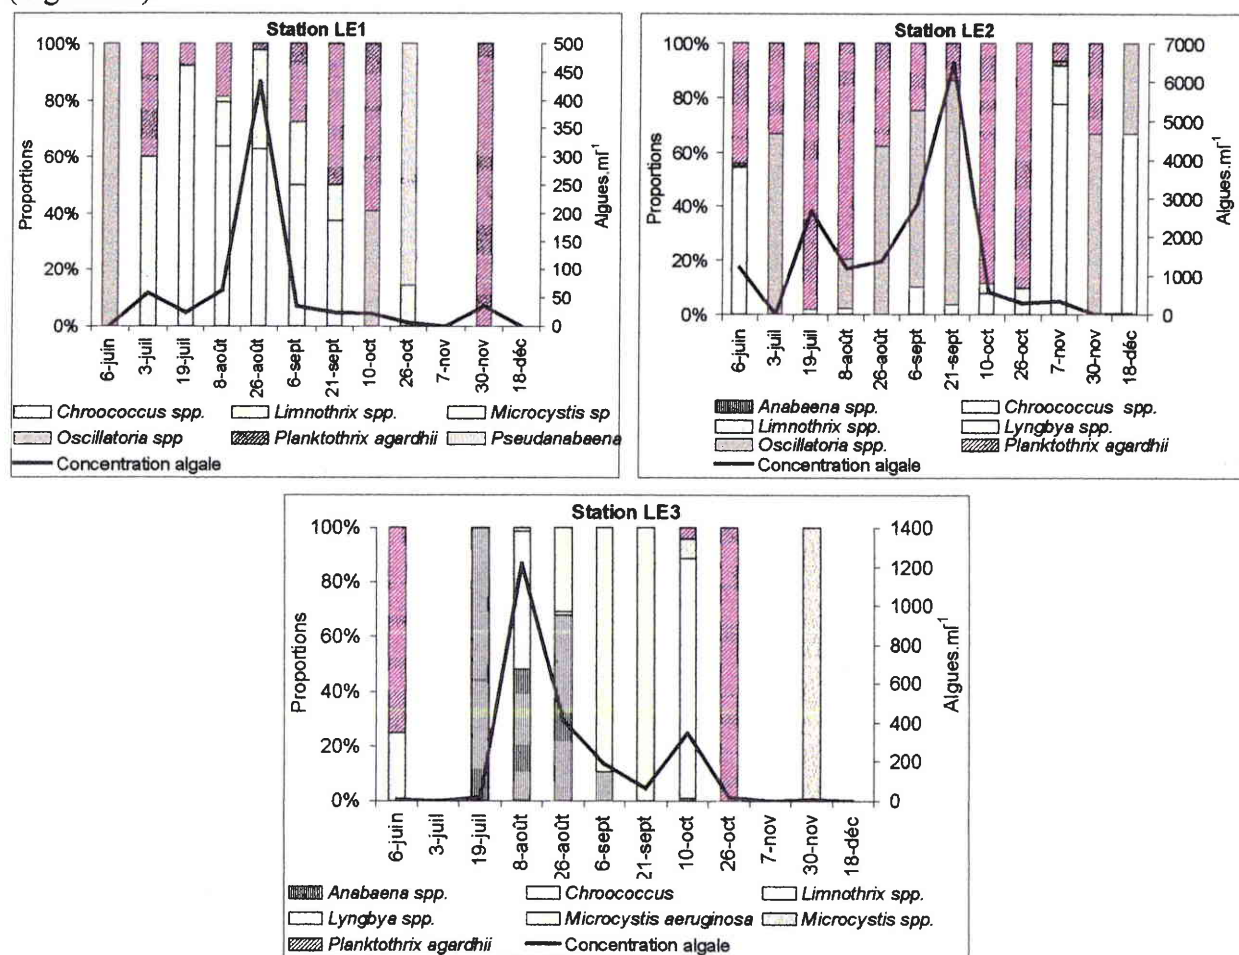 Station LE1
100%
80%
60%
40%
20%
0%
Proportions
500
450
400
350
300
250
200
150
100
50
0
Algues.ml-1
6-juin
3-juil
19-juil
8-août
26-août
6-sept
21-sept
10-oct
26-oct
7-nov
30-nov
18-déc
Chroococcus spp. Limnothrix spp. Microcystis sp
Oscillatoria spp Planktothrix agardhii Pseudanabaena
Concentration algale
Station LE2
100%
80%
60%
40%
20%
0%
Proportions
7000
6000
5000
4000
3000
2000
1000
0
Algues.ml-1
6-juin
3-juil
19-juil
8-août
26-août
6-sept
21-sept
10-oct
26-oct
7-nov
30-nov
18-déc
Anabaena spp. Chroococcus spp.
Limnothrix spp. Lyngbya spp.
Oscillatoria spp. Planktothrix agardhii
Concentration algale
Station LE3
100%
80%
60%
40%
20%
0%
Proportions
1400
1200
1000
800
600
400
200
0
Algues.ml-1
6-juin
3-juil
19-juil
8-août
26-août
6-sept
21-sept
10-oct
26-oct
7-nov
30-nov
18-déc
Anabaena spp. Chroococcus Limnothrix spp.
Lyngbya spp. Microcystis aeruginosa Microcystis spp.
Planktothrix agardhii Concentration algale